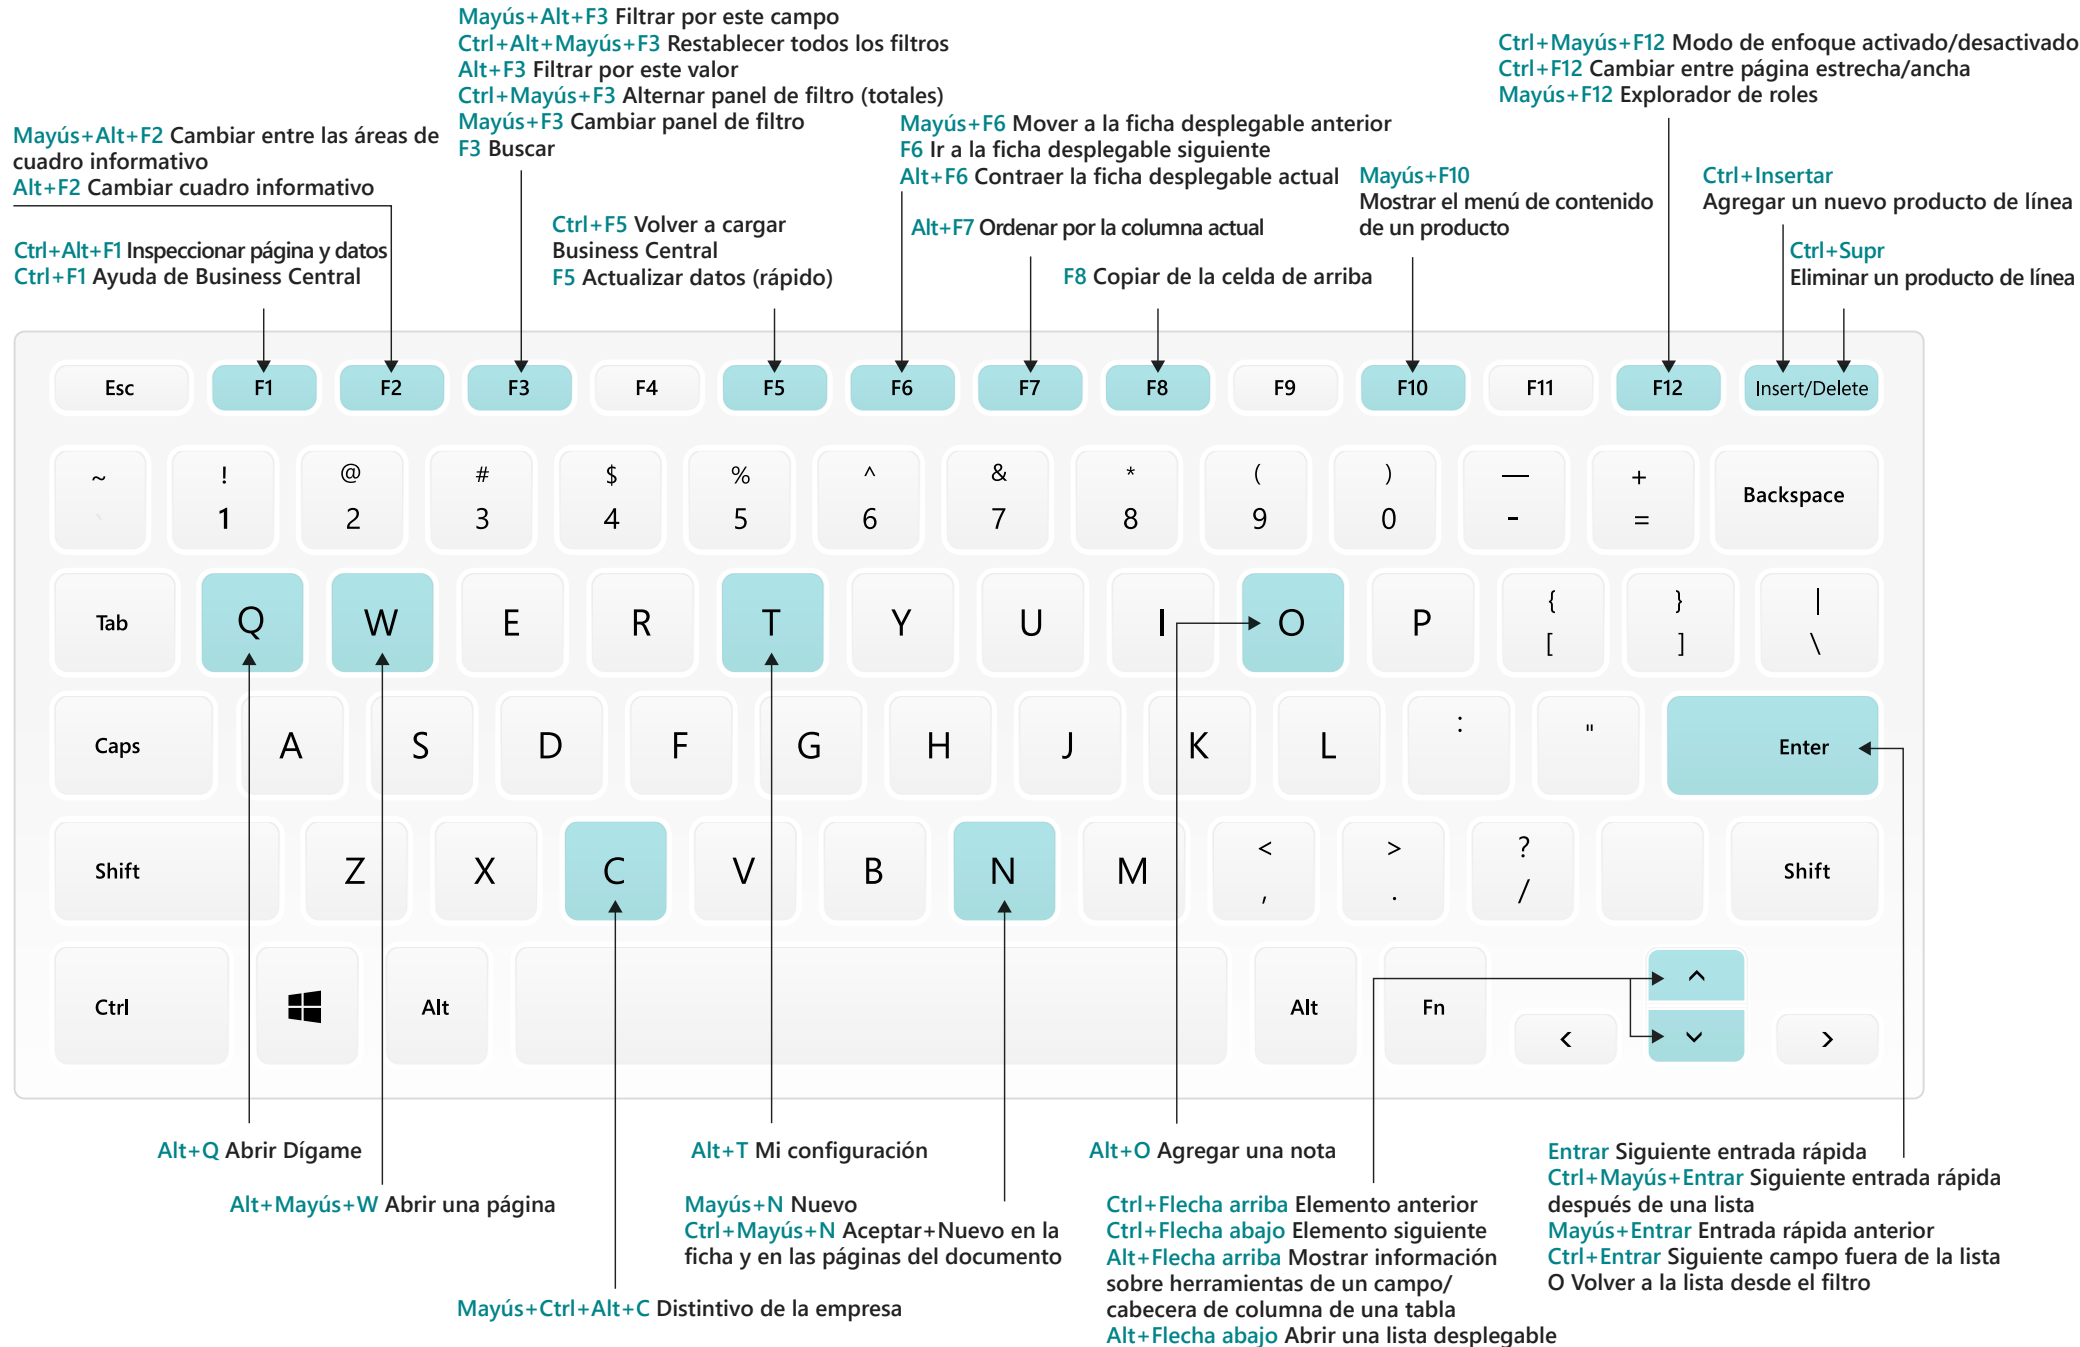 Mayús+Alt+F3 Filtrar por este campo
Ctrl+Alt+Mayús+F3 Restablecer todos los filtros
Alt+F3 Filtrar por este valor
Ctrl+Mayús+F3 Alternar panel de filtro (totales)
Mayús+F3 Cambiar panel de filtro
F3 Buscar
Ctrl+Mayús+F12 Modo de enfoque activado/desactivado
Ctrl+F12 Cambiar entre página estrecha/ancha
Mayús+F12 Explorador de roles
Mayús+Alt+F2 Cambiar entre las áreas de
cuadro informativo
Alt+F2 Cambiar cuadro informativo
Mayús+F6 Mover a la ficha desplegable anterior
F6 Ir a la ficha desplegable siguiente
Alt+F6 Contraer la ficha desplegable actual
Mayús+F10
Mostrar el menú de contenido
de un producto
Ctrl+Insertar
Agregar un nuevo producto de línea
Ctrl+Alt+F1 Inspeccionar página y datos
Ctrl+F1 Ayuda de Business Central
Ctrl+F5 Volver a cargar
Business Central
F5 Actualizar datos (rápido)
Alt+F7 Ordenar por la columna actual
F8 Copiar de la celda de arriba
Ctrl+Supr
Eliminar un producto de línea
Esc F1 F2 F3 F4 F5 F6 F7 F8 F9 F10 F11 F12 Insert/Delete
~ ! @ # $ % ^ & * ( ) — +
` 1 2 3 4 5 6 7 8 9 0 - = Backspace
Tab Q W E R T Y U I O P { } |
[ ] \
Caps A S D F G H J K L : " Enter
Shift Z X C V B N M < > ? Shift
, . /
Ctrl Alt Alt Fn ^ < ⌄ >
Alt+Q Abrir Dígame
Alt+Mayús+W Abrir una página
Alt+T Mi configuración
Mayús+N Nuevo
Ctrl+Mayús+N Aceptar+Nuevo en la
ficha y en las páginas del documento
Mayús+Ctrl+Alt+C Distintivo de la empresa
Alt+O Agregar una nota
Ctrl+Flecha arriba Elemento anterior
Ctrl+Flecha abajo Elemento siguiente
Alt+Flecha arriba Mostrar información
sobre herramientas de un campo/
cabecera de columna de una tabla
Alt+Flecha abajo Abrir una lista desplegable
Entrar Siguiente entrada rápida
Ctrl+Mayús+Entrar Siguiente entrada rápida
después de una lista
Mayús+Entrar Entrada rápida anterior
Ctrl+Entrar Siguiente campo fuera de la lista
O Volver a la lista desde el filtro